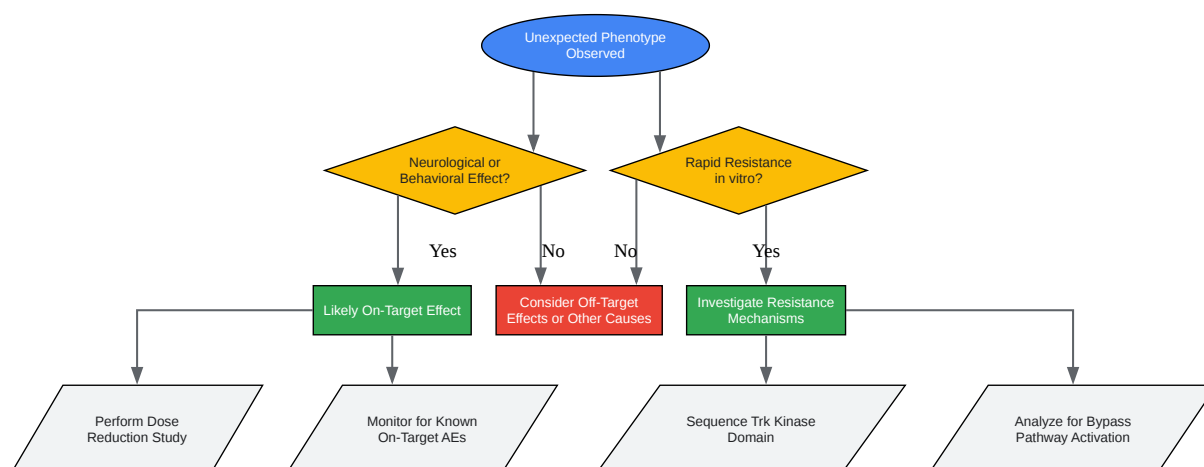 Unexpected Phenotype
Observed
Neurological or
Behavioral Effect?
Rapid Resistance
in vitro?
Yes
No
No
Yes
Likely On-Target Effect
Consider Off-Target
Effects or Other Causes
Investigate Resistance
Mechanisms
Perform Dose
Reduction Study
Monitor for Known
On-Target AEs
Sequence Trk Kinase
Domain
Analyze for Bypass
Pathway Activation